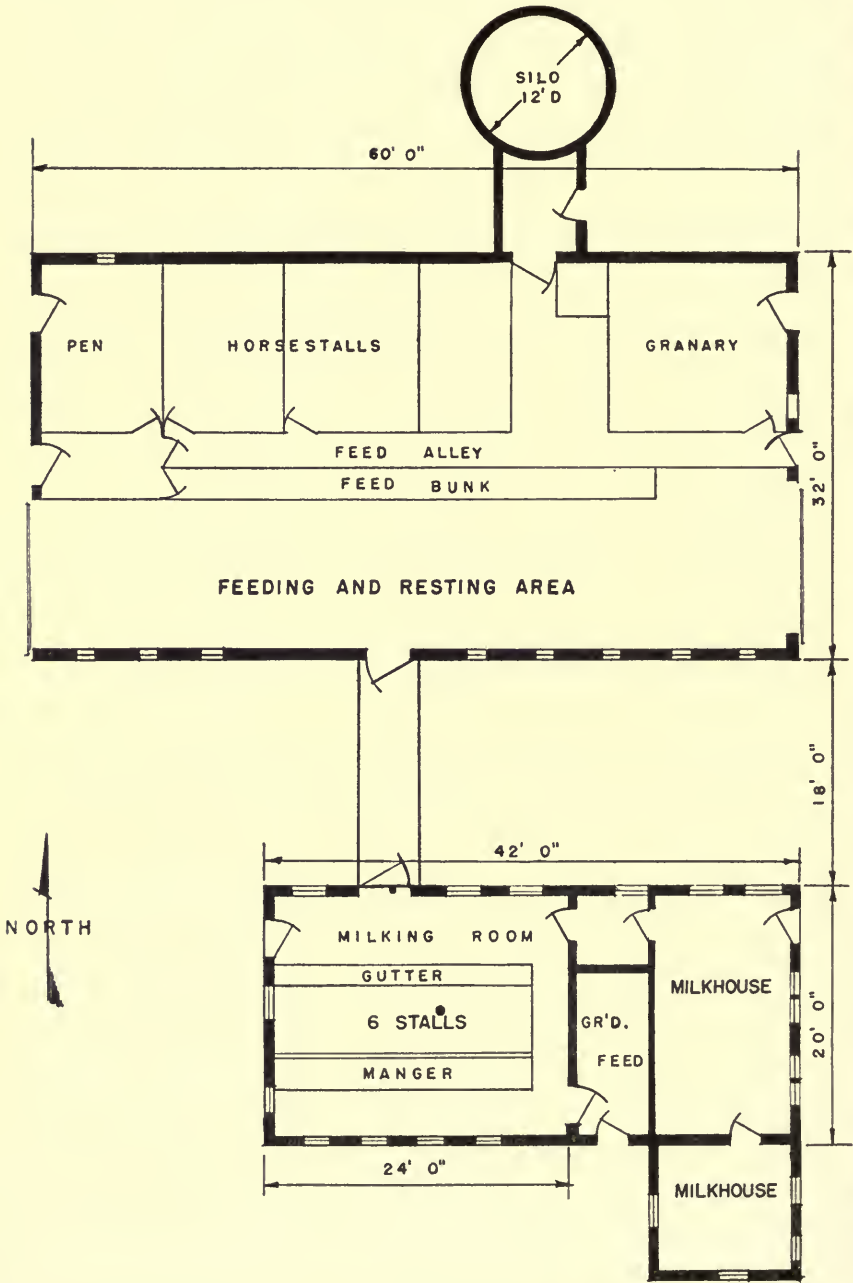 SILO
12' D
60' 0"
PEN
HORSESTALLS
GRANARY
FEED ALLEY
FEED BUNK
32' 0"
FEEDING AND RESTING AREA
18' 0"
42' 0"
NORTH
MILKING ROOM
GUTTER
6 STALLS
MANGER
GR'D.
FEED
MILKHOUSE
20' 0"
24' 0"
MILKHOUSE